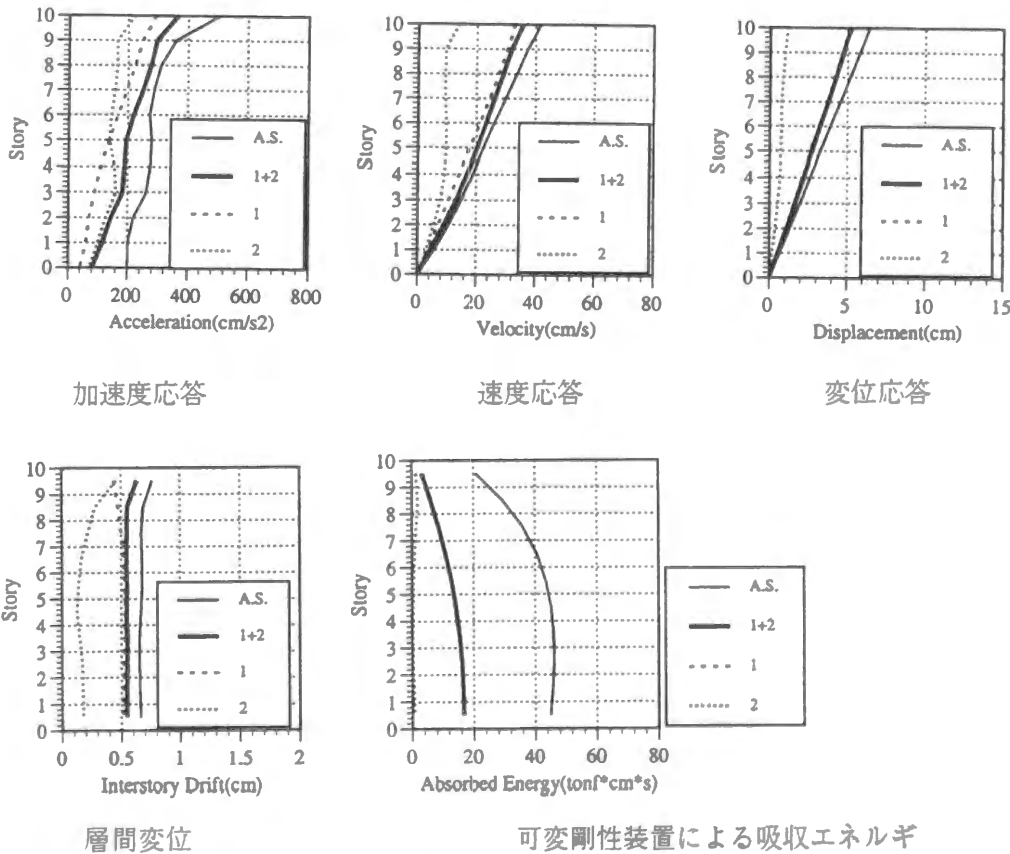 10
9
8
7
6
5
4
3
2
1
0
Story
A.S.
1+2
1
2
0 200 400 600 800
Acceleration(cm/s2)
加速度応答
10
9
8
7
6
5
4
3
2
1
0
Story
A.S.
1+2
1
2
0 20 40 60 80
Velocity(cm/s)
速度応答
10
9
8
7
6
5
4
3
2
1
0
Story
A.S.
1+2
1
2
0 5 10 15
Displacement(cm)
変位応答
10
9
8
7
6
5
4
3
2
1
0
Story
A.S.
1+2
1
2
0 0.5 1 1.5 2
Interstory Drift(cm)
層間変位
10
9
8
7
6
5
4
3
2
1
0
Story
0 20 40 60 80
Absorbed Energy(tonf*cm*s)
A.S.
1+2
1
2
可変剛性装置による吸収エネルギ